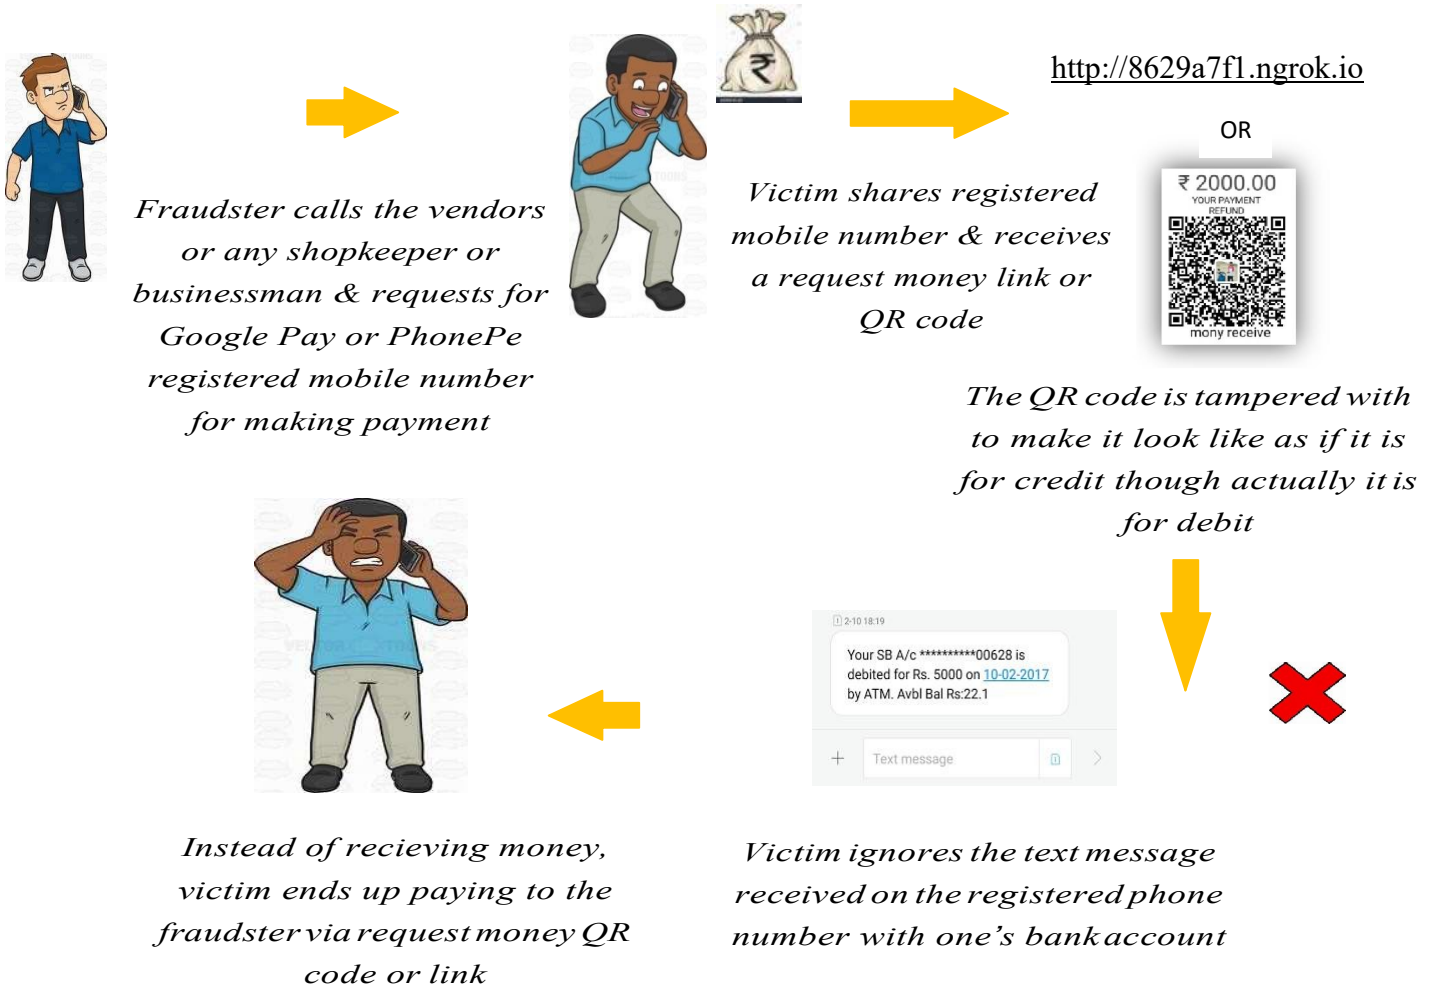 Fraudster calls the vendors
or any shopkeeper or
businessman & requests for
Google Pay or PhonePe
registered mobile number
for making payment
₹
Victim shares registered
mobile number & receives
a request money link or
QR code
http://8629a7f1.ngrok.io
OR
₹ 2000.00
YOUR PAYMENT
REFUND
mony receive
The QR code is tampered with
to make it look like as if it is
for credit though actually it is
for debit
2-10 18:19
Your SB A/c **********00628 is
debited for Rs. 5000 on 10-02-2017
by ATM. Avbl Bal Rs:22.1
+ Text message
Victim ignores the text message
received on the registered phone
number with one's bank account
Instead of recieving money,
victim ends up paying to the
fraudster via request money QR
code or link